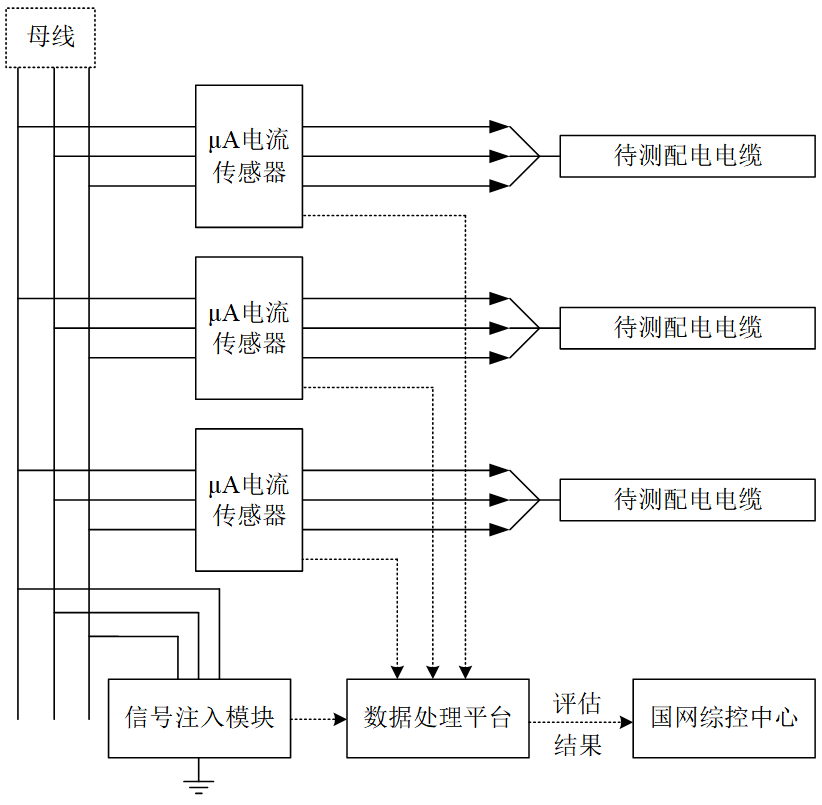 母线
μA电流
传感器
待测配电电缆
μA电流
传感器
待测配电电缆
μA电流
传感器
待测配电电缆
信号注入模块
数据处理平台
评估
结果
国网综控中心